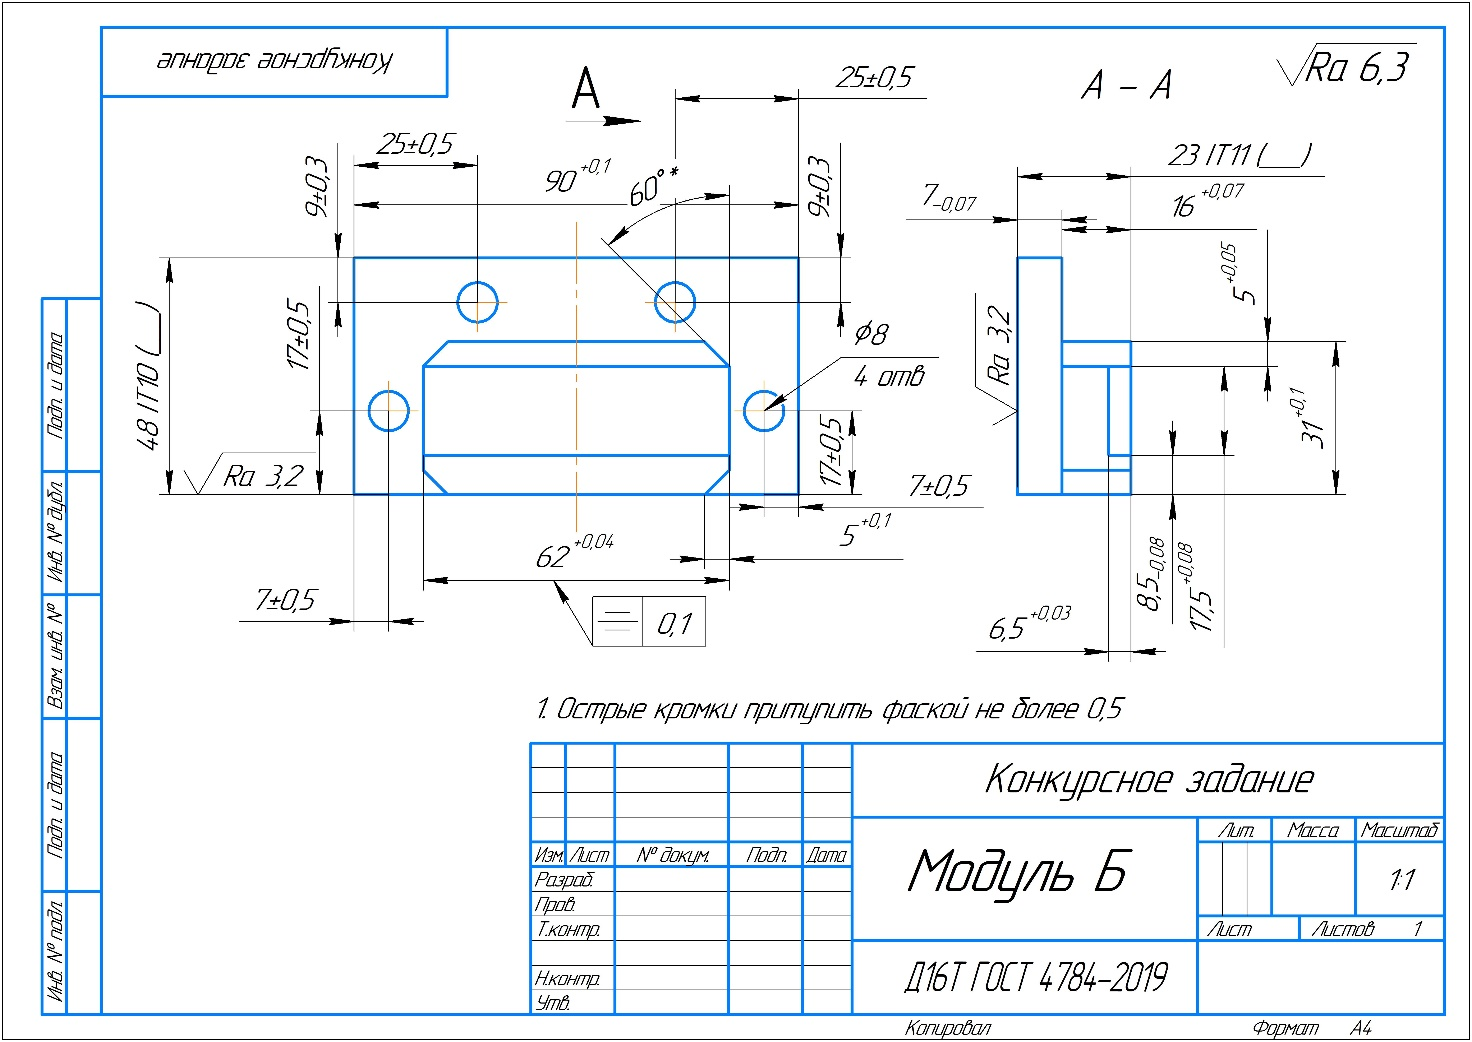 Конкурсное задание
Ra 6,3
А
А – А
25±0,5
25±0,5
90 +0,1
60° *
9±0,3
9±0,3
23 IT11 (__)
7 -0,07
16 +0,07
5 +0,05
48 IT10 (__)
17±0,5
Ra 3,2
Ø8
4 отв
17±0,5
7±0,5
5 +0,1
62 +0,04
7±0,5
0,1
Ra 3,2
31 +0,1
8,5 -0,08
17,5 +0,08
6,5 +0,03
1. Острые кромки притупить фаской не более 0,5
Подп. и дата
Инв. № дубл.
Взам. инв. №
Подп. и дата
Инв. № подл.
Изм. Лист № докум. Подп. Дата
Разраб.
Пров.
Т.контр.
Н.контр.
Утв.
Конкурсное задание
Модуль Б
Лит. Масса Масштаб
1:1
Лист Листов 1
Д16Т ГОСТ 4784–2019
Копировал Формат А4